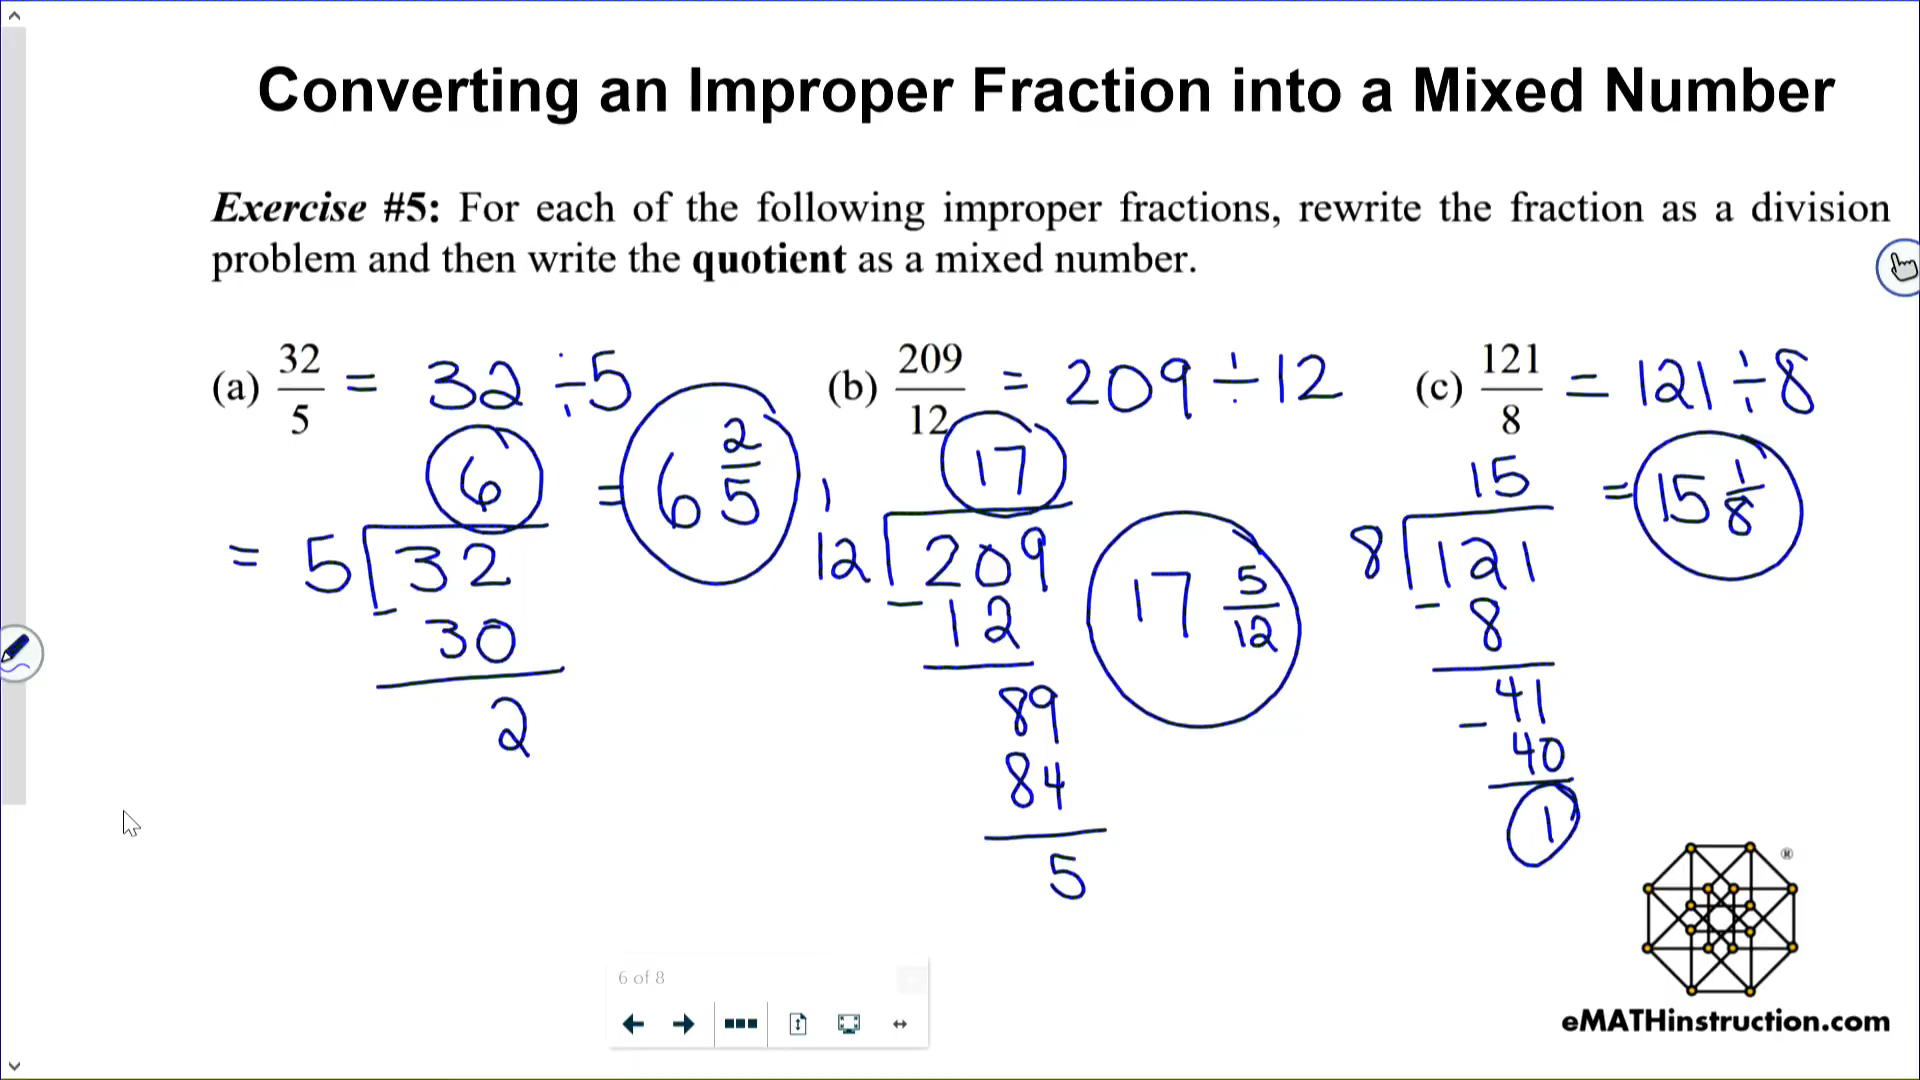 Converting an Improper Fraction into a Mixed Number
Exercise #5: For each of the following improper fractions, rewrite the fraction as a division
problem and then write the quotient as a mixed number.
(a) 32/5 = 32 ÷ 5
6
= 5 32
- 30
2
= 6 2/5
(b) 209/12 = 209 ÷ 12
17
1
12 209
- 12
89
84
5
17 5/12
(c) 121/8 = 121 ÷ 8
15
8 121
- 8
41
- 40
1
= 15 1/8
6 of 8
®
eMATHinstruction.com